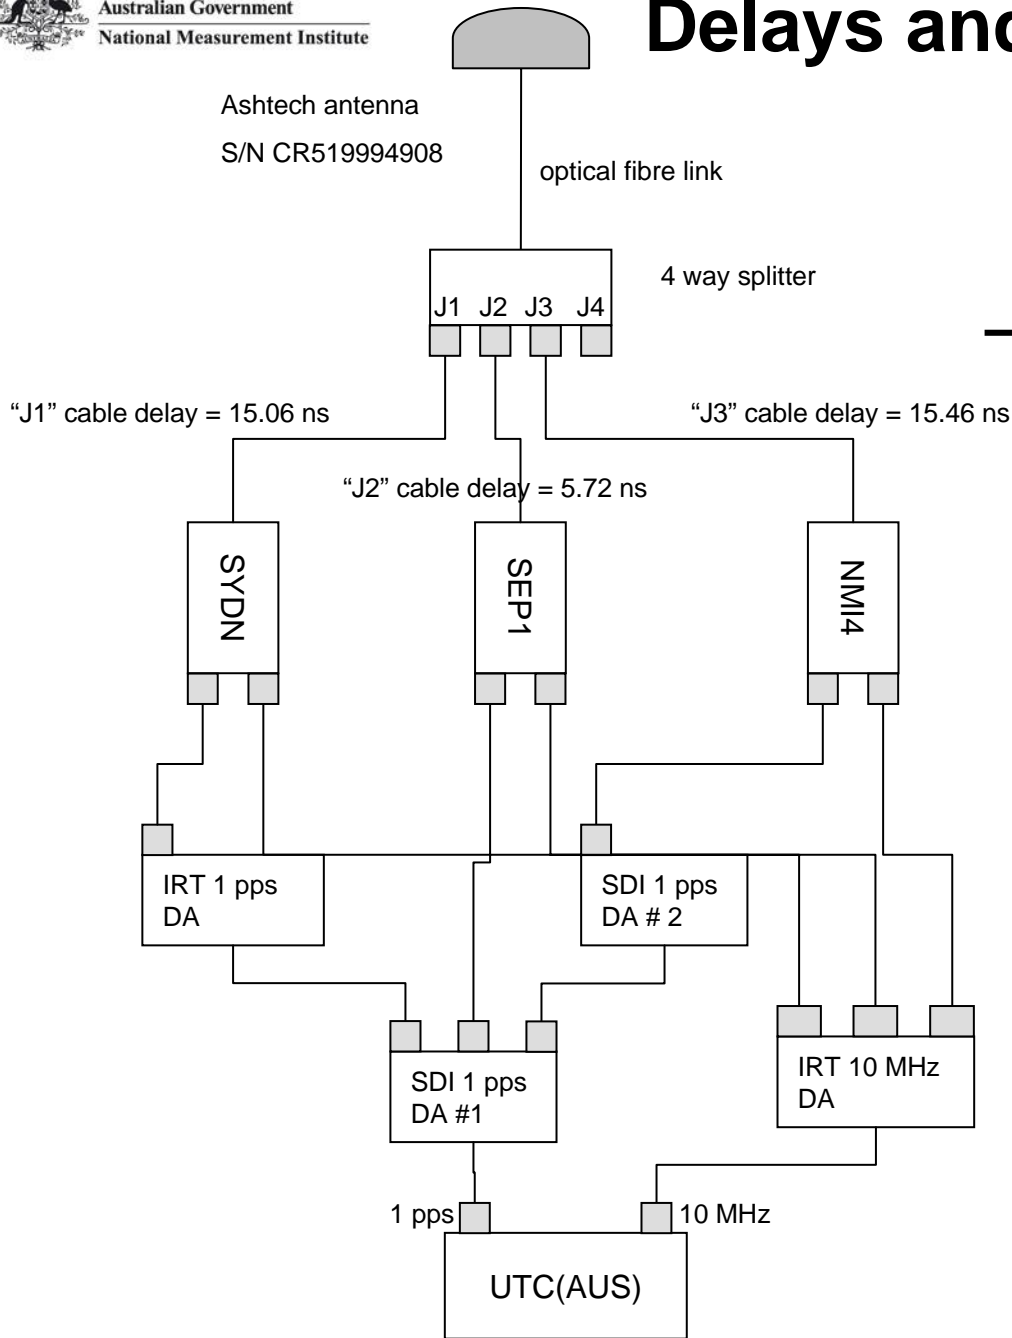 Australian Government
National Measurement Institute
Delays and
Ashtech antenna
S/N CR519994908
optical fibre link
4 way splitter
J1 J2 J3 J4
“J1” cable delay = 15.06 ns
“J3” cable delay = 15.46 ns
“J2” cable delay = 5.72 ns
SYDN
SEP1
NMI4
IRT 1 pps
DA
SDI 1 pps
DA # 2
SDI 1 pps
DA #1
IRT 10 MHz
DA
1 pps
10 MHz
UTC(AUS)